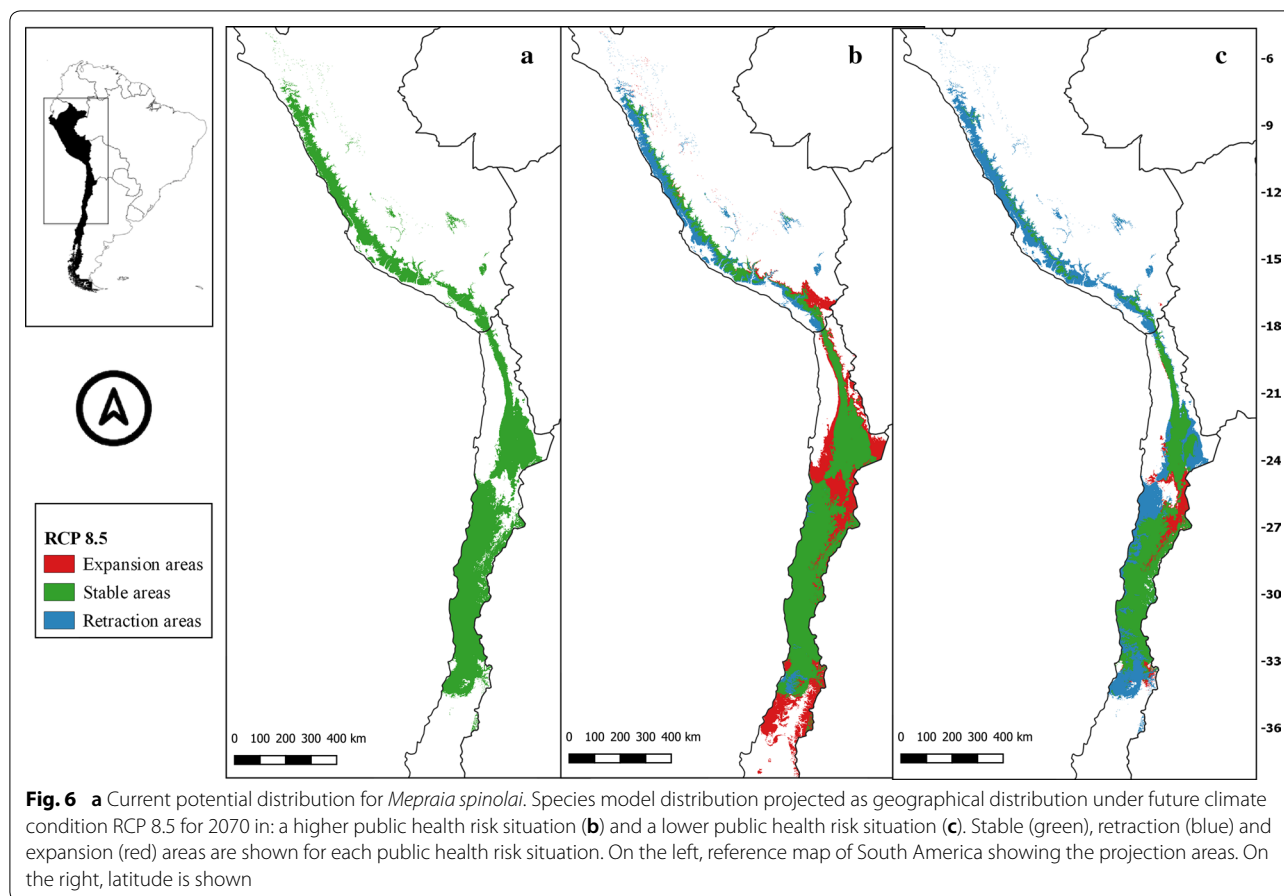 a
b
c
-6
-9
-12
-15
-18
-21
-24
-27
-30
-33
-36
RCP 8.5
Expansion areas
Stable areas
Retraction areas
0 100 200 300 400 km
0 100 200 300 400 km
0 100 200 300 400 km
Fig. 6 a Current potential distribution for Mepraia spinolai. Species model distribution projected as geographical distribution under future climate
condition RCP 8.5 for 2070 in: a higher public health risk situation (b) and a lower public health risk situation (c). Stable (green), retraction (blue) and
expansion (red) areas are shown for each public health risk situation. On the left, reference map of South America showing the projection areas. On
the right, latitude is shown